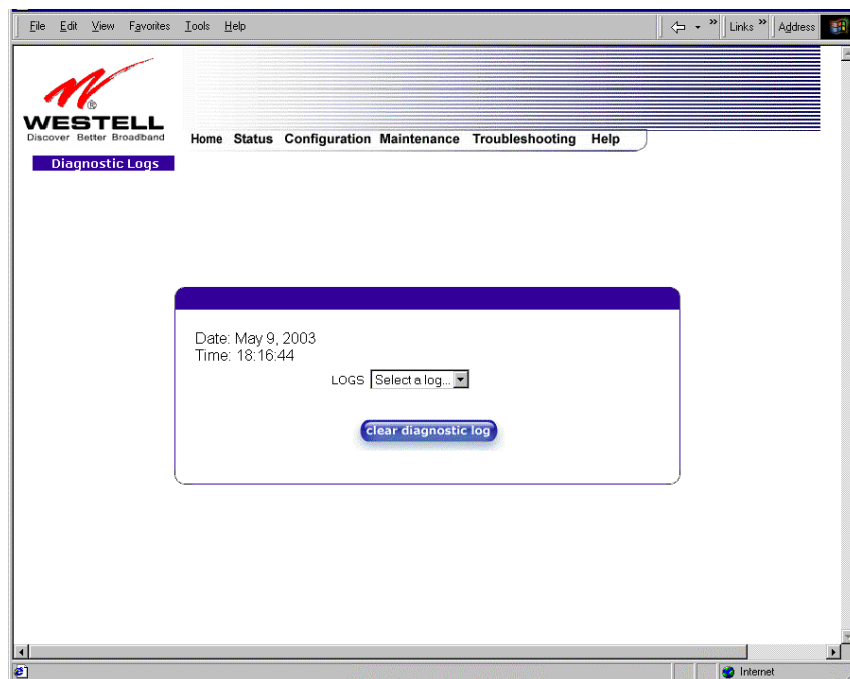 File Edit View Favorites Tools Help » Links » Address
®
WESTELL
Discover Better Broadband
Home Status Configuration Maintenance Troubleshooting Help
Diagnostic Logs
Date: May 9, 2003
Time: 18:16:44
LOGS Select a log...
clear diagnostic log
Internet